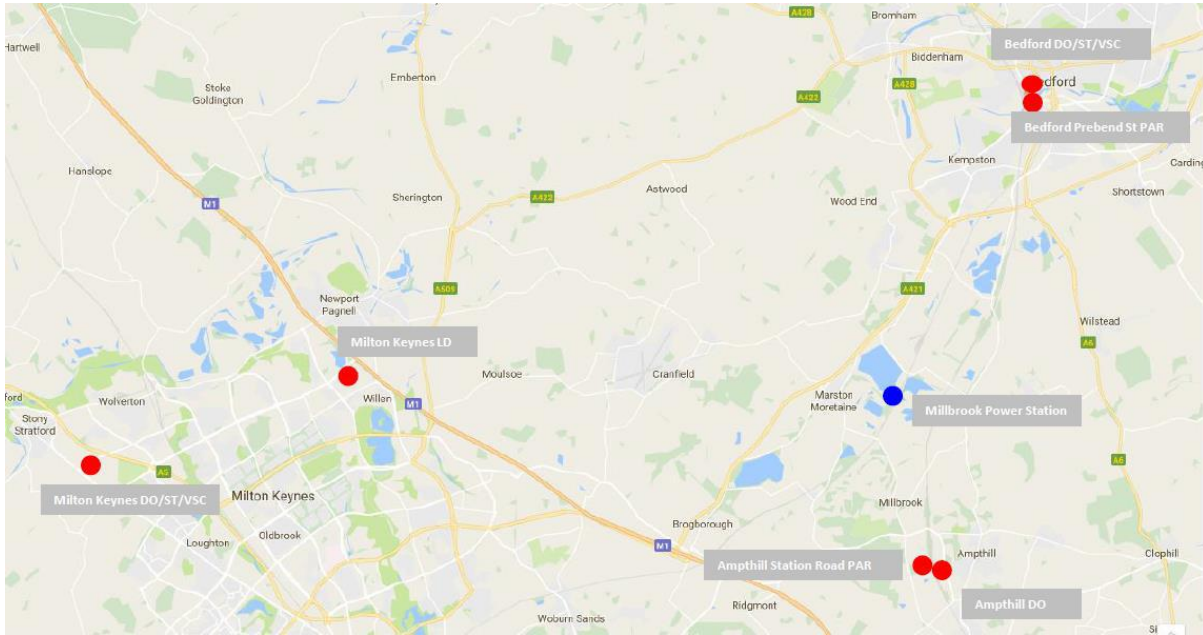 A428
Bromham
Hartwell
Bedford DO/ST/VSC
Biddenham
Emberton
Stoke
Goldington
A428
edford
A422
Bedford Prebend St PAR
Hanslope
Kempston
Carding
Astwood
Shortstown
Sherington
A422
Wood End
M1
A509
A421
Newport
Pagnell
Wilstead
Milton Keynes LD
A6
Moulsoe
Cranfield
Marston
Moretaine
ford
Wolverton
Willen
M1
Millbrook Power Station
Stony
Stratford
A6
A5
Milton Keynes DO/ST/VSC
Milton Keynes
Millbrook
Brogborough
Loughton
Oldbrook
M1
Ampthill
Clophill
Ampthill Station Road PAR
Ridgmont
Ampthill DO
Woburn Sands